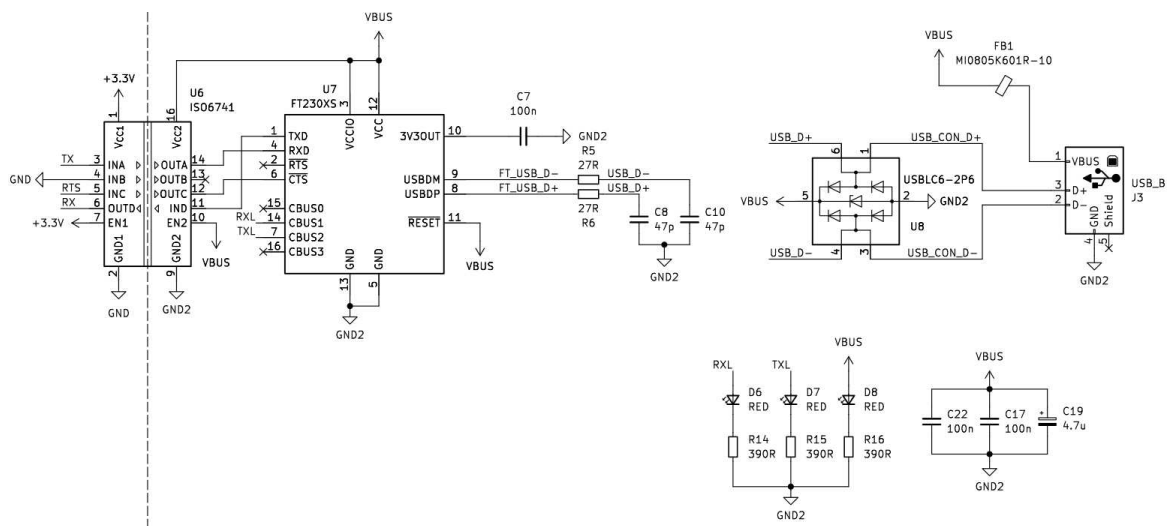 VBUS
+3.3V
U6
ISO6741
1
16
VCC1
VCC2
TX
3
INA
OUTA
14
GND
4
INB
OUTB
13
RTS
5
INC
OUTC
12
RX
6
OUTD
IND
11
+3.3V
7
EN1
EN2
10
GND1
GND2
2
9
VBUS
GND
GND2
U7
FT230XS
3
12
VCCIO
VCC
1
TXD
4
RXD
2
RTS
6
CTS
15
CBUS0
RXL
14
CBUS1
TXL
7
CBUS2
16
CBUS3
3V3OUT
10
USBDM
9
USBDP
8
RESET
11
GND
GND
13
5
GND2
VBUS
C7
100n
GND2
R5
27R
FT_USB_D-
USB_D-
FT_USB_D+
USB_D+
27R
R6
C8
47p
C10
47p
GND2
VBUS
FB1
MI0805K601R-10
USB_D+
USB_CON_D+
6
1
USBLC6-2P6
VBUS
5
2
GND2
U8
4
3
USB_D-
USB_CON_D-
1
VBUS
3
D+
2
D-
GND
Shield
4
5
USB_B
J3
GND2
RXL
TXL
VBUS
D6
RED
D7
RED
D8
RED
R14
390R
R15
390R
R16
390R
GND2
VBUS
C22
100n
C17
100n
+
C19
4.7u
GND2